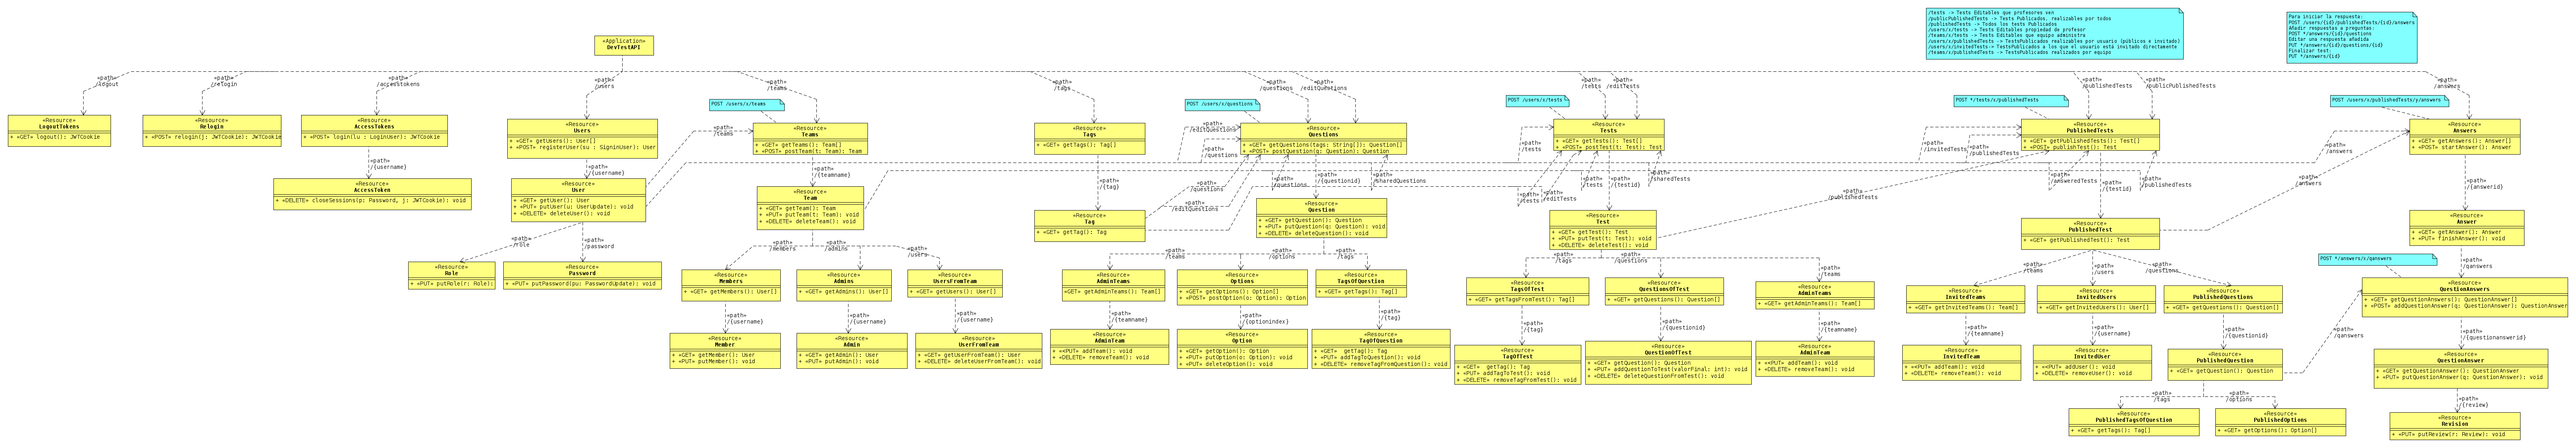 /tests -> Tests Editables que profesores ven
/publicPublishedTests -> Tests Publicados, realizables por todos
/publishedTests -> Todos los tests Publicados
/users/x/tests -> Tests Editables propiedad de profesor
/teams/x/tests -> Tests Editables que equipo administra
/users/x/publishedTests -> TestsPublicados realizables por usuario (públicos e invitado)
/users/x/invitedTests-> TestsPublicados a los que el usuario está invitado directamente
/teams/x/publishedTests -> TestsPublicados realizados por equipo
Para iniciar la respuesta:
POST /users/{id}/publishedTests/{id}/answers
Añadir respuestas a preguntas:
POST */answers/{id}/questions
Editar una respuesta añadida
PUT */answers/{id}/questions/{id}
Finalizar test:
PUT */answers/{id}
«Application»
DevTestAPI
«path»
/logout
«path»
/relogin
«path»
/accesstokens
«path»
/users
«path»
/teams
«path»
/tags
«path»
/questions
«path»
/editQuestions
«path»
/tests
«path»
/editTests
«path»
/publishedTests
«path»
/publicPublishedTests
«path»
/answers
POST /users/x/teams
POST /users/x/questions
POST /users/x/tests
POST */tests/x/publishedTests
POST /users/x/publishedTests/y/answers
«Resource»
LogoutTokens
+ «GET» logout(): JWTCookie
«Resource»
Relogin
+ «POST» relogin(j: JWTCookie): JWTCookie
«Resource»
AccessTokens
+ «POST» login(lu : LoginUser): JWTCookie
«Resource»
Users
+ «GET» getUsers(): User[]
+ «POST» registerUser(su : SigninUser): User
«Resource»
Teams
+ «GET» getTeams(): Team[]
+ «POST» postTeam(t: Team): Team
«Resource»
Tags
+ «GET» getTags(): Tag[]
«Resource»
Questions
+ «GET» getQuestions(tags: String[]): Question[]
+ «POST» postQuestion(q: Question): Question
«Resource»
Tests
+ «GET» getTests(): Test[]
+ «POST» postTest(t: Test): Test
«Resource»
PublishedTests
+ «GET» getPublishedTests(): Test[]
+ «POST» publishTest(): Test
«Resource»
Answers
+ «GET» getAnswers(): Answer[]
+ «POST» startAnswer(): Answer
«path»
/teams
«path»
/editQuestions
«path»
/questions
«path»
/tests
«path»
/invitedTests
«path»
/publishedTests
«path»
/answers
«path»
/{username}
«path»
/{username}
«path»
/{teamname}
«path»
/{tag}
«path»
/questions
«path»
/{questionid}
«path»
/sharedQuestions
«path»
/tests
«path»
/{testid}
«path»
/sharedTests
«path»
/answeredTests
«path»
/{testid}
«path»
/publishedTests
«path»
/answers
«path»
/{answerid}
«Resource»
AccessToken
+ «DELETE» closeSessions(p: Password, j: JWTCookie): void
«Resource»
User
+ «GET» getUser(): User
+ «PUT» putUser(u: UserUpdate): void
+ «DELETE» deleteUser(): void
«Resource»
Team
+ «GET» getTeam(): Team
+ «PUT» putTeam(t: Team): void
+ «DELETE» deleteTeam(): void
«path»
/questions
«path»
/editQuestions
«path»
/tests
«path»
/editTests
«path»
/publishedTests
«Resource»
Tag
+ «GET» getTag(): Tag
«Resource»
Question
+ «GET» getQuestion(): Question
+ «PUT» putQuestion(q: Question): void
+ «DELETE» deleteQuestion(): void
«Resource»
Test
+ «GET» getTest(): Test
+ «PUT» putTest(t: Test): void
+ «DELETE» deleteTest(): void
«Resource»
PublishedTest
+ «GET» getPublishedTest(): Test
«Resource»
Answer
+ «GET» getAnswer(): Answer
+ «PUT» finishAnswer(): void
«path»
/role
«path»
/password
«path»
/members
«path»
/admins
«path»
/users
«path»
/teams
«path»
/options
«path»
/tags
«path»
/tags
«path»
/questions
«path»
/teams
«path»
/teams
«path»
/users
«path»
/questions
«path»
/qanswers
POST */answers/x/qanswers
«Resource»
Role
+ «PUT» putRole(r: Role):
«Resource»
Password
+ «PUT» putPassword(pu: PasswordUpdate): void
«Resource»
Members
+ «GET» getMembers(): User[]
«Resource»
Admins
+ «GET» getAdmins(): User[]
«Resource»
UsersFromTeam
+ «GET» getUsers(): User[]
«Resource»
AdminTeams
«GET» getAdminTeams(): Team[]
«Resource»
Options
+ «GET» getOptions(): Option[]
+ «POST» postOption(o: Option): Option
«Resource»
TagsOfQuestion
+ «GET» getTags(): Tag[]
«Resource»
TagsOfTest
+ «GET» getTagsFromTest(): Tag[]
«Resource»
QuestionsOfTest
+ «GET» getQuestions(): Question[]
«Resource»
AdminTeams
+ «GET» getAdminTeams(): Team[]
«Resource»
InvitedTeams
+ «GET» getInvitedTeams(): Team[]
«Resource»
InvitedUsers
+ «GET» getInvitedUsers(): User[]
«Resource»
PublishedQuestions
+ «GET» getQuestions(): Question[]
«Resource»
QuestionAnswers
+ «GET» getQuestionAnswers(): QuestionAnswer[]
+ «POST» addQuestionAnswer(q: QuestionAnswer): QuestionAnswer
«path»
/{username}
«path»
/{username}
«path»
/{username}
«path»
/{teamname}
«path»
/{optionindex}
«path»
/{tag}
«path»
/{tag}
«path»
/{questionid}
«path»
/{teamname}
«path»
/{teamname}
«path»
/{username}
«path»
/{questionid}
«path»
/qanswers
«path»
/{questionanswerid}
«Resource»
Member
+ «GET» getMember(): User
+ «PUT» putMember(): void
«Resource»
Admin
+ «GET» getAdmin(): User
+ «PUT» putAdmin(): void
«Resource»
UserFromTeam
+ «GET» getUserFromTeam(): User
+ «DELETE» deleteUserFromTeam(): void
«Resource»
AdminTeam
+ <<PUT» addTeam(): void
+ «DELETE» removeTeam(): void
«Resource»
Option
+ «GET» getOption(): Option
+ «PUT» putOption(o: Option): void
+ «PUT» deleteOption(): void
«Resource»
TagOfQuestion
+ «GET» getTag(): Tag
+ «PUT» addTagToQuestion(): void
+ «DELETE» removeTagFromQuestion(): void
«Resource»
TagOfTest
+ «GET» getTag(): Tag
+ «PUT» addTagToTest(): void
+ «DELETE» removeTagFromTest(): void
«Resource»
QuestionOfTest
+ «GET» getQuestion(): Question
+ «PUT» addQuestionToTest(valorFinal: int): void
+ «DELETE» deleteQuestionFromTest(): void
«Resource»
AdminTeam
+ <<PUT» addTeam(): void
+ «DELETE» removeTeam(): void
«Resource»
InvitedTeam
+ <<PUT» addTeam(): void
+ «DELETE» removeTeam(): void
«Resource»
InvitedUser
+ <<PUT» addUser(): void
+ «DELETE» removeUser(): void
«Resource»
PublishedQuestion
+ «GET» getQuestion(): Question
«Resource»
QuestionAnswer
+ «GET» getQuestionAnswer(): QuestionAnswer
+ «PUT» putQuestionAnswer(q: QuestionAnswer): void
«path»
/tags
«path»
/options
«path»
/{review}
«Resource»
PublishedTagsOfQuestion
+ «GET» getTags(): Tag[]
«Resource»
PublishedOptions
+ «GET» getOptions(): Option[]
«Resource»
Revision
+ «PUT» putReview(r: Review): void